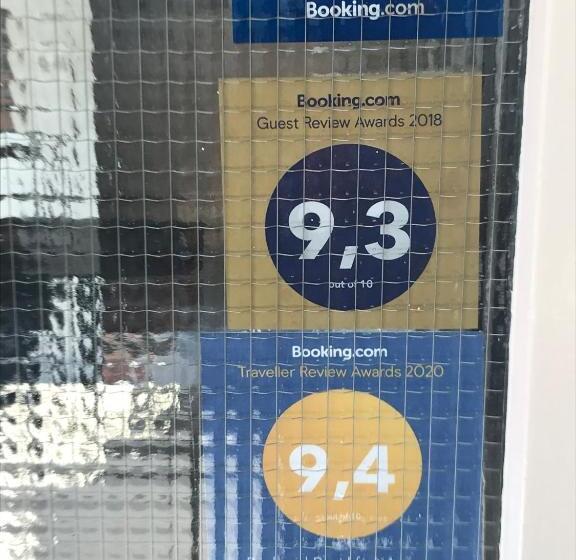 Booking.com
Booking.com
Guest Review Awards 2018
9,3
out of 10
Booking.com
Traveller Review Awards 2020
9,4